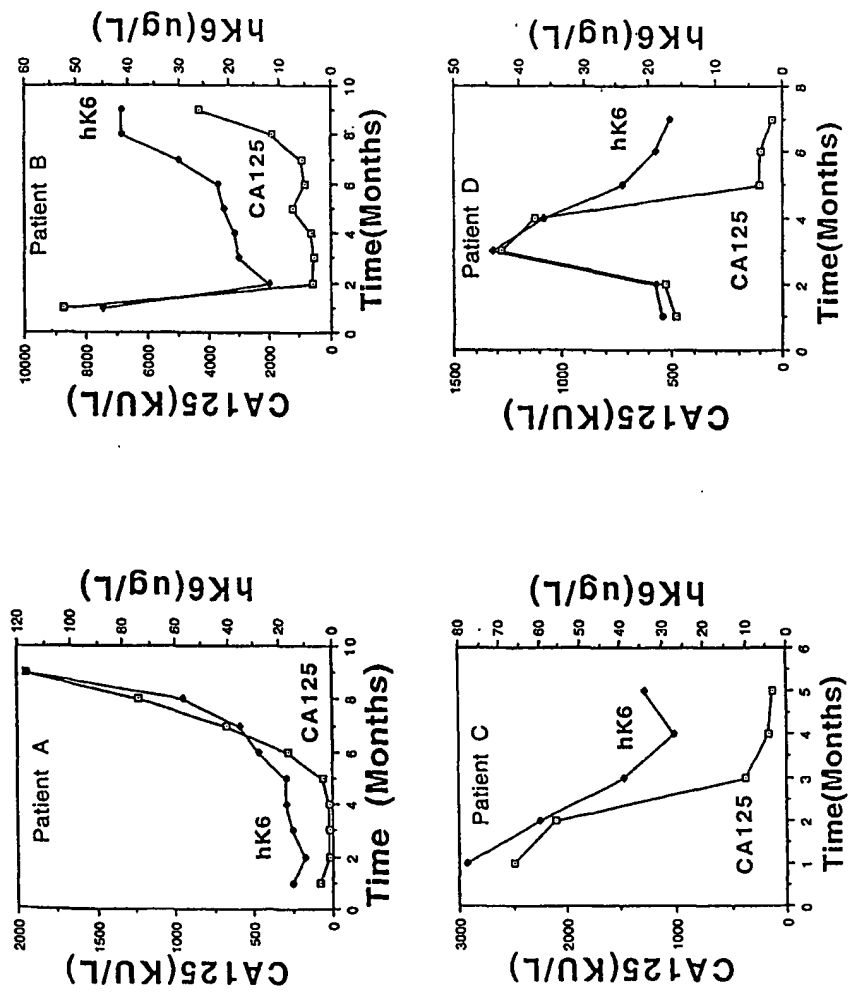 Patient A
CA125(KU/L)
2000
1500
1000
500
0
hK6(ug/L)
120
100
80
60
40
20
0
hK6
CA125
0 2 4 6 8 10
Time (Months)
Patient B
CA125(KU/L)
10000
8000
6000
4000
2000
0
hK6(ug/L)
50
40
30
20
10
0
hK6
CA125
0 2 4 6 8 10
Time(Months)
Patient C
CA125(KU/L)
3000
2000
1000
0
hK6(ug/L)
80
70
60
50
40
30
20
10
0
hK6
CA125
0 1 2 3 4 5 6
Time(Months)
Patient D
CA125(KU/L)
1500
1000
500
0
hK6(ug/L)
50
40
30
20
10
0
hK6
CA125
0 2 4 6 8
Time(Months)